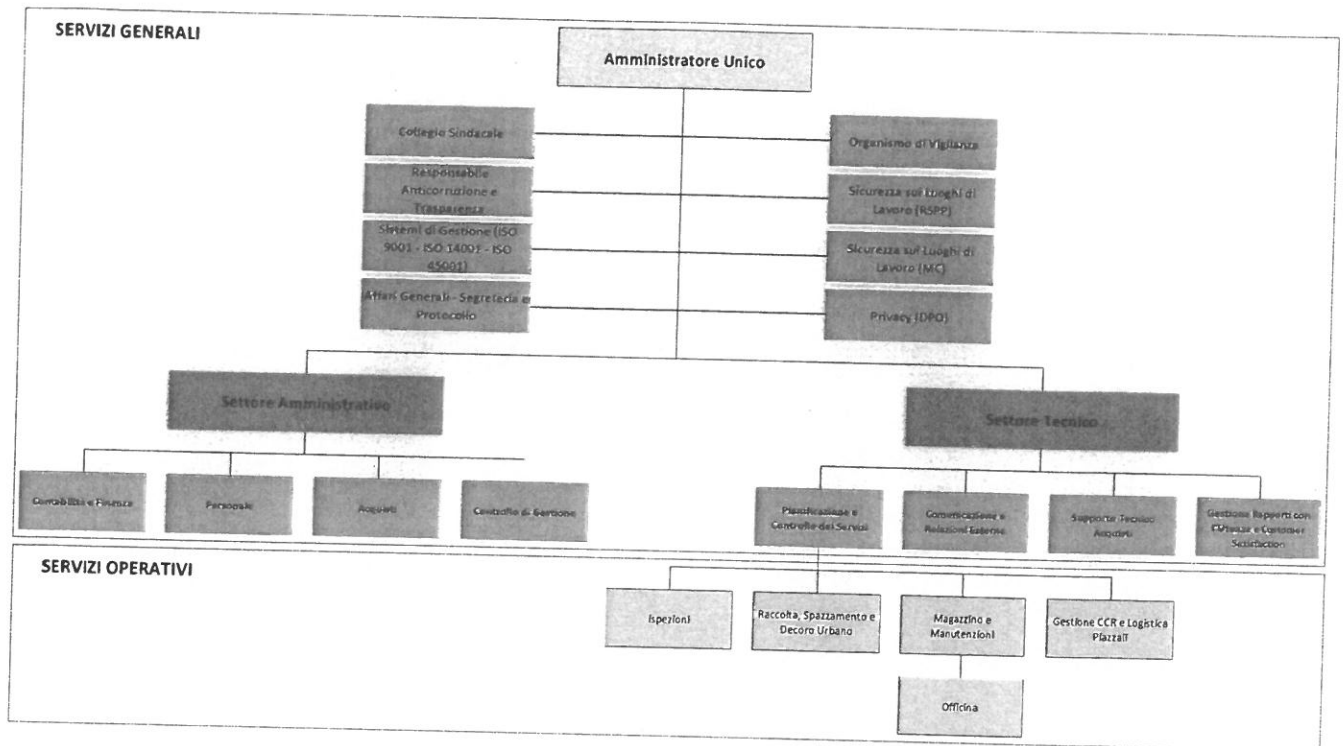 SERVIZI GENERALI
Amministratore Unico
Collegio Sindacale
Organismo di Vigilanza
Responsabile
Anticorruzione e
Trasparenza
Sicurezza sui Luoghi di
Lavoro (RSPP)
Sistemi di Gestione (ISO
9001 - ISO 14001 - ISO
45001)
Sicurezza sui Luoghi di
Lavoro (MC)
Affari Generali - Segreteria e
Protocollo
Privacy (DPO)
Settore Amministrativo
Settore Tecnico
Contabilità e Finanza
Personale
Acquisti
Controllo di Gestione
Pianificazione e
Controllo dei Servizi
Comunicazione e
Relazioni Esterne
Supporto Tecnico
Acquisti
Gestione Rapporti con
l'Utenza e Customer
Satisfaction
SERVIZI OPERATIVI
Ispezioni
Raccolta, Spazzamento e
Decoro Urbano
Magazzino e
Manutenzioni
Gestione CCR e Logistica
Piazzali
Officina